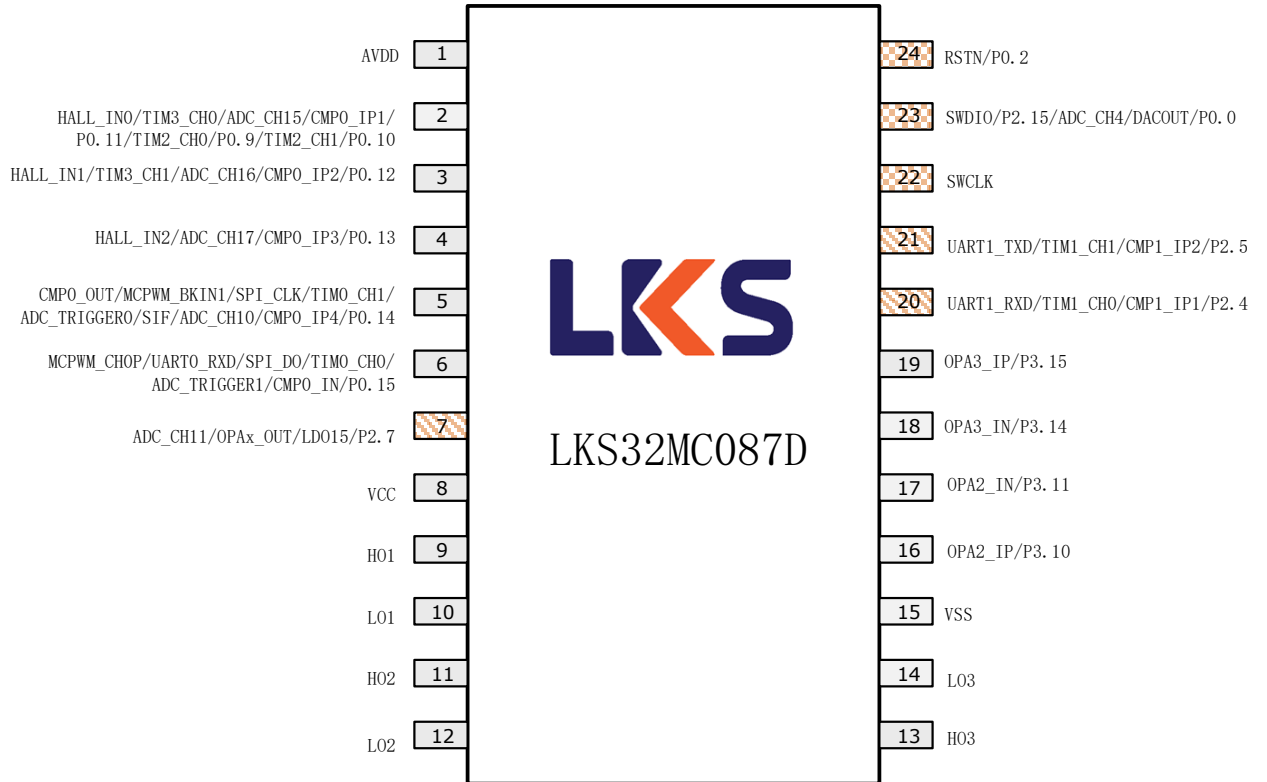 AVDD 1
HALL_IN0/TIM3_CH0/ADC_CH15/CMP0_IP1/
P0.11/TIM2_CH0/P0.9/TIM2_CH1/P0.10 2
HALL_IN1/TIM3_CH1/ADC_CH16/CMP0_IP2/P0.12 3
HALL_IN2/ADC_CH17/CMP0_IP3/P0.13 4
CMP0_OUT/MCPWM_BKIN1/SPI_CLK/TIM0_CH1/
ADC_TRIGGER0/SIF/ADC_CH10/CMP0_IP4/P0.14 5
MCPWM_CH0P/UART0_RXD/SPI_DO/TIM0_CH0/
ADC_TRIGGER1/CMP0_IN/P0.15 6
ADC_CH11/OPAx_OUT/LDO15/P2.7 7
VCC 8
HO1 9
LO1 10
HO2 11
LO2 12
LKS
LKS32MC087D
24 RSTN/P0.2
23 SWDIO/P2.15/ADC_CH4/DACOUT/P0.0
22 SWCLK
21 UART1_TXD/TIM1_CH1/CMP1_IP2/P2.5
20 UART1_RXD/TIM1_CH0/CMP1_IP1/P2.4
19 OPA3_IP/P3.15
18 OPA3_IN/P3.14
17 OPA2_IN/P3.11
16 OPA2_IP/P3.10
15 VSS
14 LO3
13 HO3